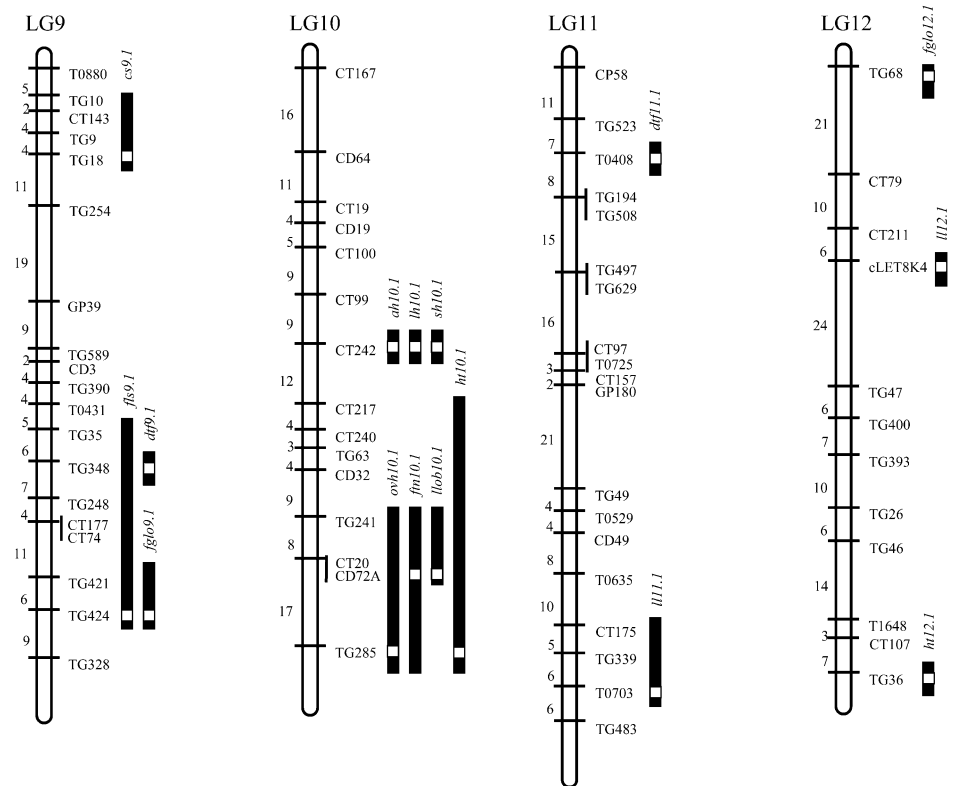 LG9
cs9.1
T0880
5
TG10
2
CT143
4
TG9
4
TG18
11
TG254
19
GP39
9
TG589
2
CD3
4
TG390
4
T0431
5
TG35
6
TG348
7
TG248
4
CT177
CT74
11
TG421
6
TG424
9
TG328
fls9.1
dtf9.1
fglo9.1
LG10
CT167
16
CD64
11
CT19
4
CD19
5
CT100
9
CT99
9
CT242
12
CT217
4
CT240
3
TG63
4
CD32
9
TG241
8
CT20
CD72A
17
TG285
ah10.1
lh10.1
sh10.1
ht10.1
ovh10.1
fm10.1
llob10.1
LG11
CP58
11
TG523
7
T0408
8
TG194
TG508
15
TG497
TG629
16
CT97
T0725
3
CT157
2
GP180
21
TG49
4
T0529
4
CD49
8
T0635
10
CT175
5
TG339
6
T0703
6
TG483
dtf11.1
ll11.1
LG12
fglo12.1
TG68
21
CT79
10
CT211
6
cLET8K4
24
TG47
6
TG400
7
TG393
10
TG26
6
TG46
14
T1648
3
CT107
7
TG36
ll12.1
ht12.1